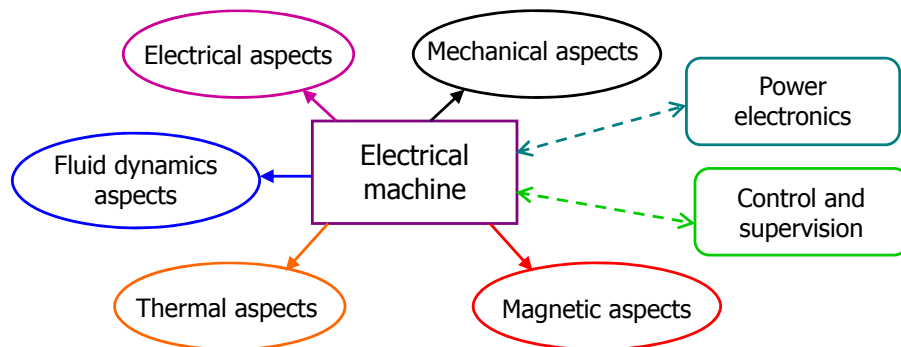 Electrical aspects
Mechanical aspects
Power
electronics
Electrical
machine
Fluid dynamics
aspects
Control and
supervision
Thermal aspects
Magnetic aspects